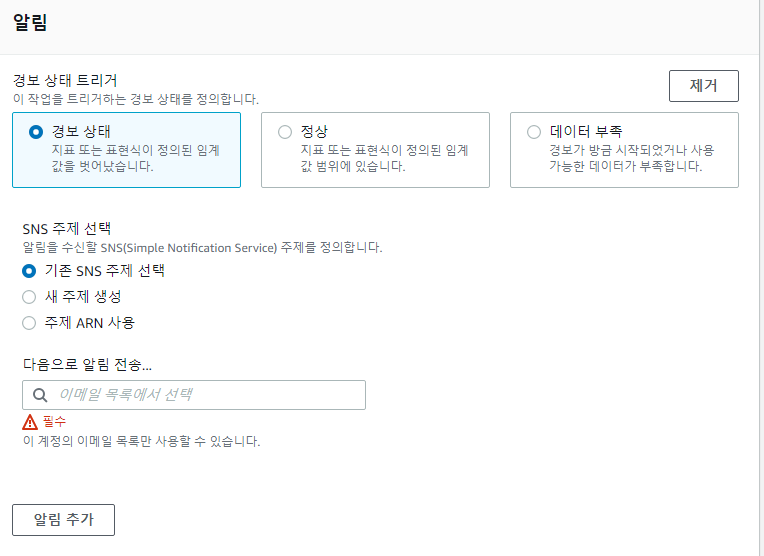 알림
경보 상태 트리거
이 작업을 트리거하는 경보 상태를 정의합니다.
제거
경보 상태
지표 또는 표현식이 정의된 임계
값을 벗어났습니다.
정상
지표 또는 표현식이 정의된 임계
값 범위에 있습니다.
데이터 부족
경보가 방금 시작되었거나 사용
가능한 데이터가 부족합니다.
SNS 주제 선택
알림을 수신할 SNS(Simple Notification Service) 주제를 정의합니다.
기존 SNS 주제 선택
새 주제 생성
주제 ARN 사용
다음으로 알림 전송...
이메일 목록에서 선택
필수
이 계정의 이메일 목록만 사용할 수 있습니다.
알림 추가